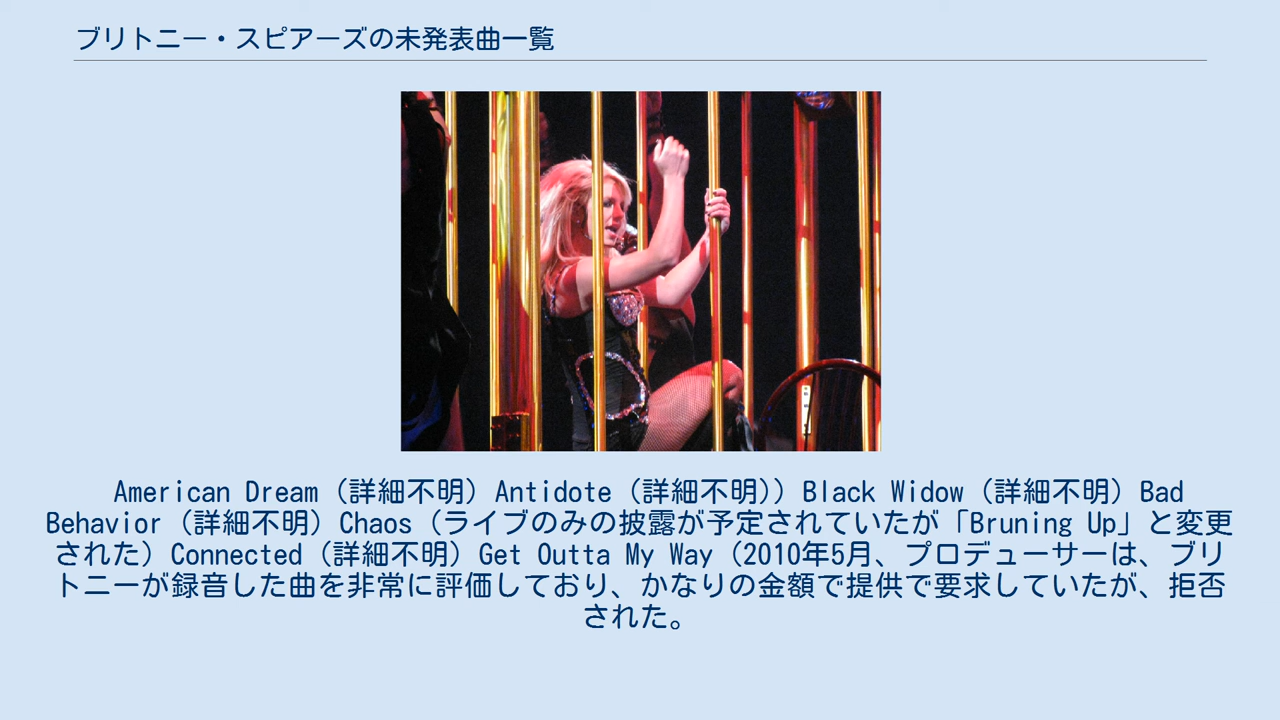 ブリトニー・スピアーズの未発表曲一覧
American Dream（詳細不明）Antidote（詳細不明)）Black Widow（詳細不明）Bad
Behavior（詳細不明）Chaos（ライブのみの披露が予定されていたが「Bruning Up」と変更
された）Connected（詳細不明）Get Outta My Way（2010年5月、プロデューサーは、ブリ
トニーが録音した曲を非常に評価しており、かなりの金額で提供で要求していたが、拒否
された。